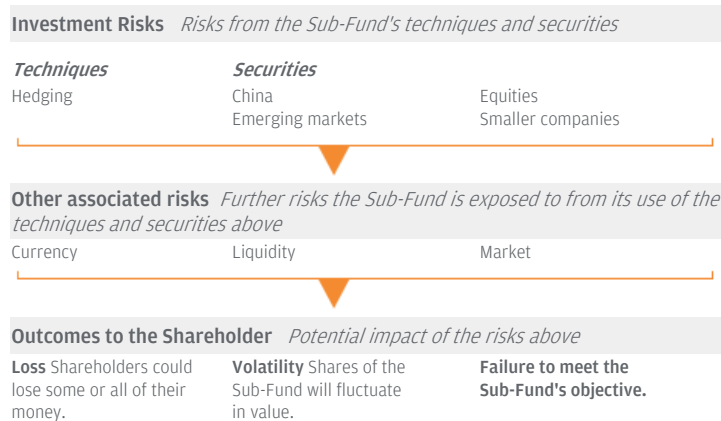 Investment Risks Risks from the Sub-Fund's techniques and securities
Techniques Securities
Hedging China Equities
Emerging markets Smaller companies
Other associated risks Further risks the Sub-Fund is exposed to from its use of the
techniques and securities above
Currency Liquidity Market
Outcomes to the Shareholder Potential impact of the risks above
Loss Shareholders could
lose some or all of their
money.
Volatility Shares of the
Sub-Fund will fluctuate
in value.
Failure to meet the
Sub-Fund's objective.